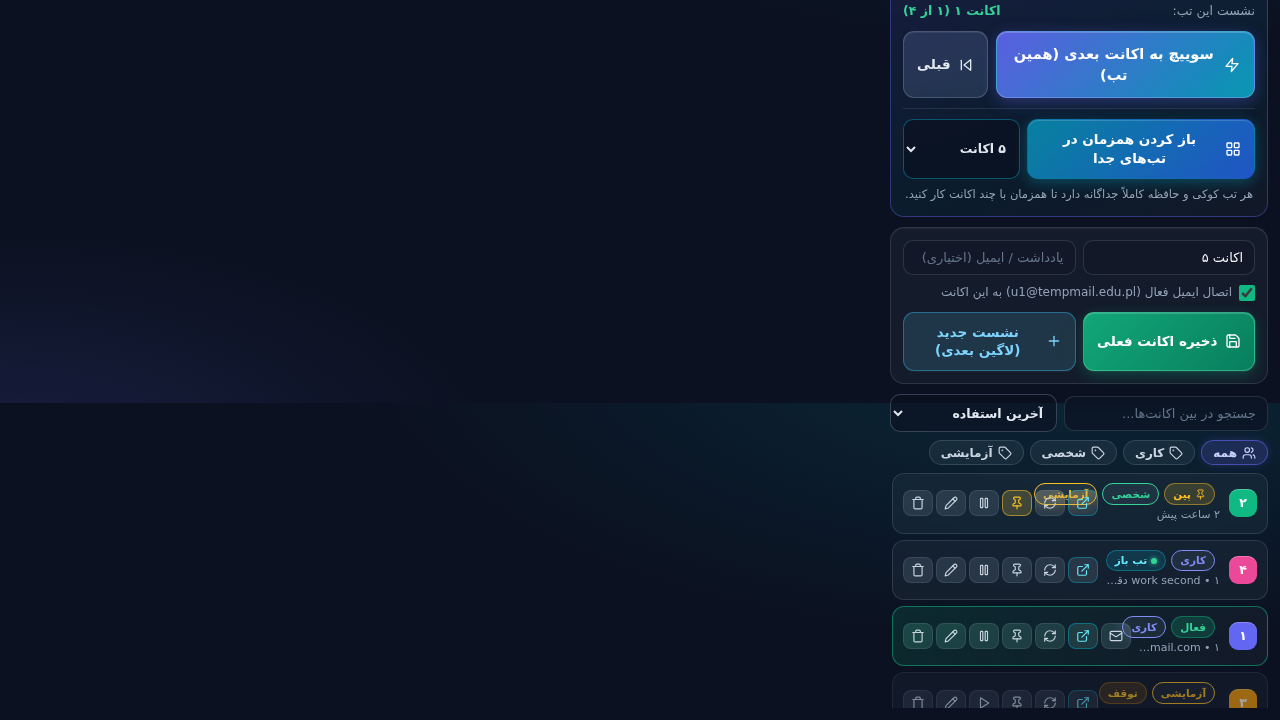 نشست این تب:
اکانت ۱ (۱ از ۴)
سوییچ به اکانت بعدی (همین تب)
قبلی
باز کردن همزمان در تب‌های جدا
۵ اکانت
هر تب کوکی و حافظه کاملاً جداگانه دارد تا همزمان با چند اکانت کار کنید.
اکانت ۵
یادداشت / ایمیل (اختیاری)
اتصال ایمیل فعال (u1@tempmail.edu.pl) به این اکانت
ذخیره اکانت فعلی
نشست جدید (لاگین بعدی)
جستجو در بین اکانت‌ها...
آخرین استفاده
همه
کاری
شخصی
آزمایشی
۲
پین
شخصی
آزمایشی
۲ ساعت پیش
۴
کاری
تب باز
work second • ۱ دق...
۱
فعال
کاری
...mail.com • ۱
۳
آزمایشی
توقف